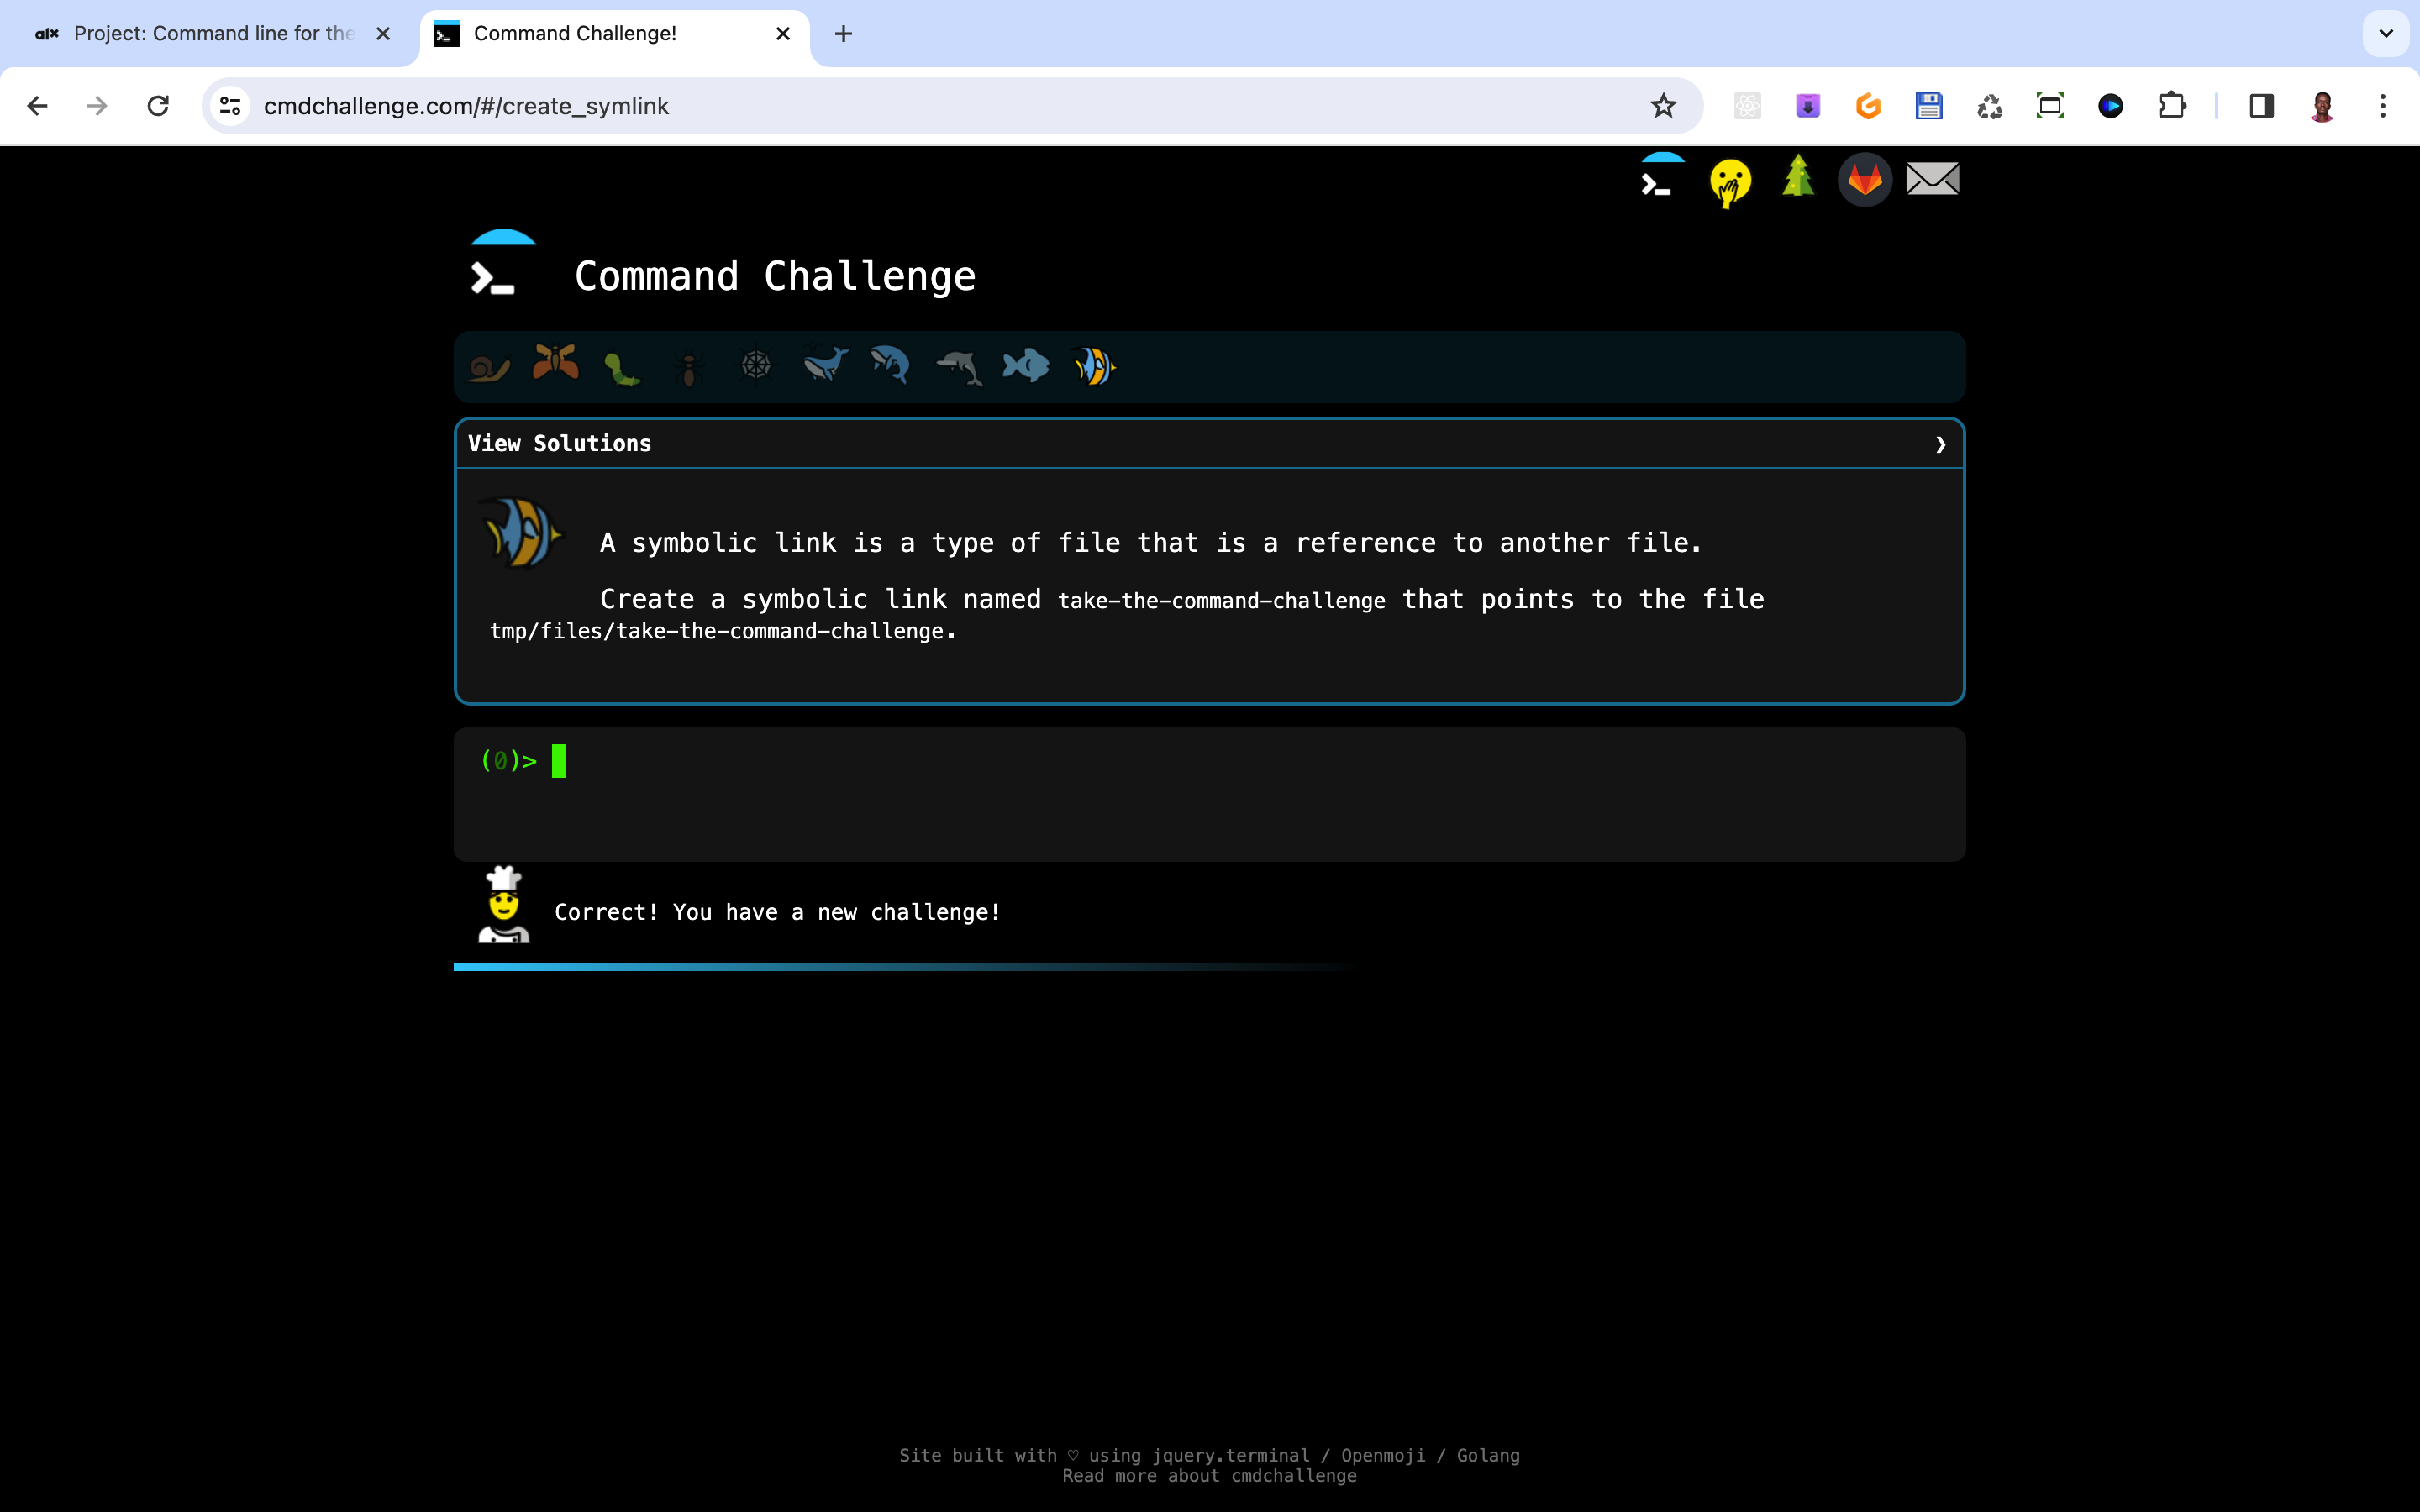 alx Project: Command line for the
Command Challenge!
cmdchallenge.com/#/create_symlink
Command Challenge
View Solutions ❯
A symbolic link is a type of file that is a reference to another file.
Create a symbolic link named take-the-command-challenge that points to the file
tmp/files/take-the-command-challenge.
(0)>
Correct! You have a new challenge!
Site built with ♡ using jquery.terminal / Openmoji / Golang
Read more about cmdchallenge